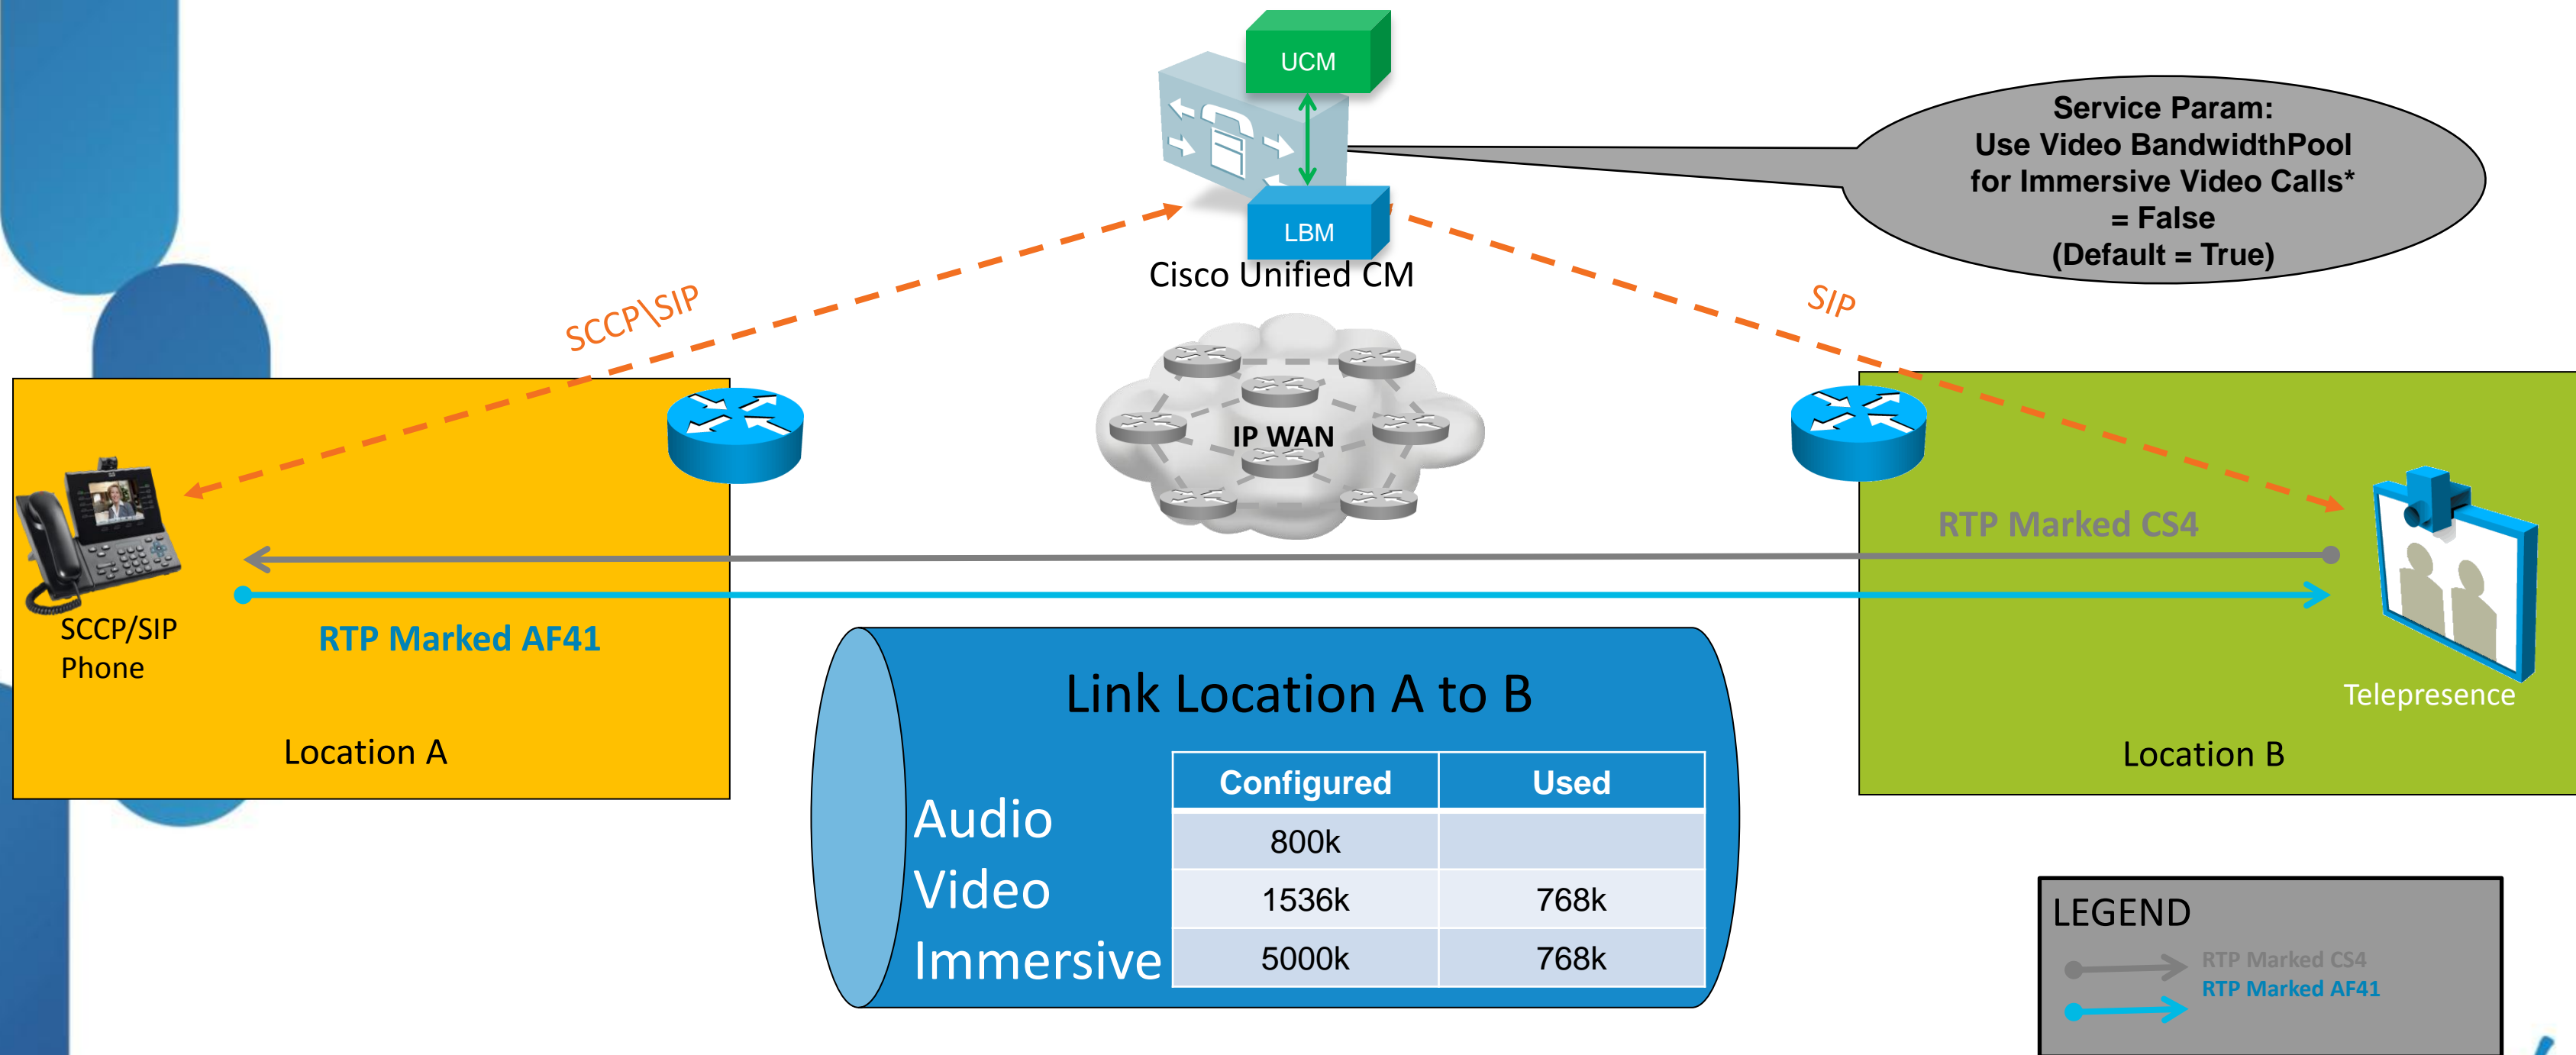 UCM
LBM
Cisco Unified CM
Service Param:
Use Video BandwidthPool
for Immersive Video Calls*
= False
(Default = True)
SCCP\SIP
SIP
IP WAN
RTP Marked CS4
RTP Marked AF41
SCCP/SIP
Phone
Location A
Telepresence
Location B
Link Location A to B
Configured Used
Audio 800k
Video 1536k 768k
Immersive 5000k 768k
LEGEND
RTP Marked CS4
RTP Marked AF41